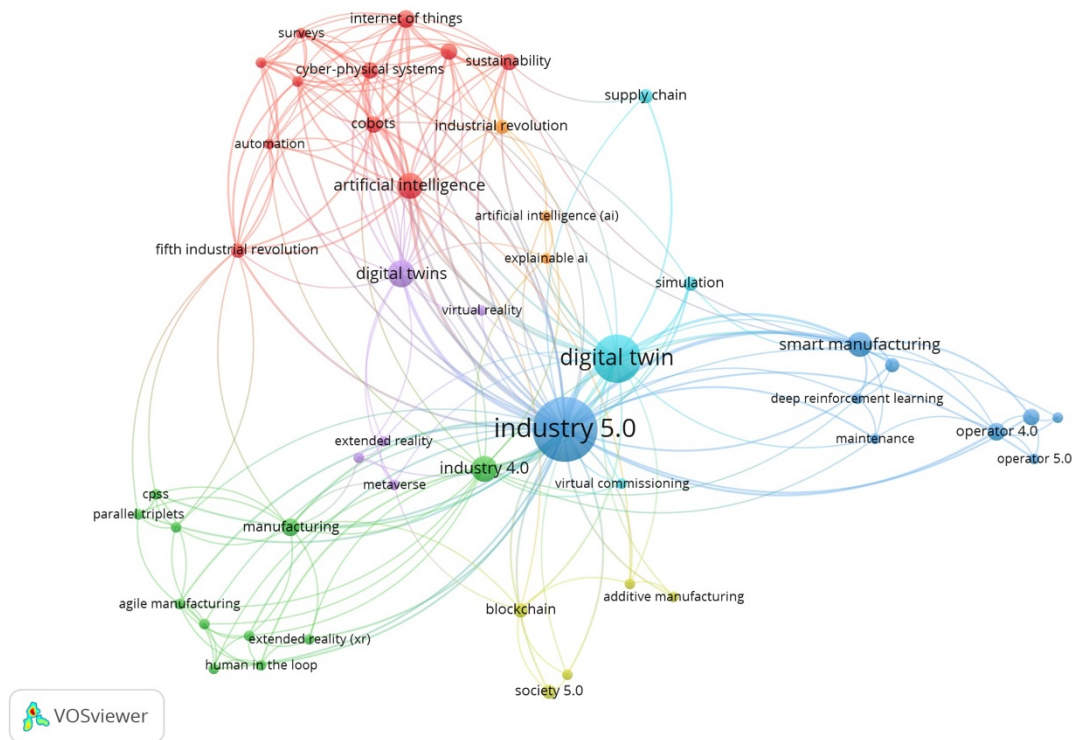 internet of things
surveys
cyber-physical systems
sustainability
supply chain
cobots
industrial revolution
automation
artificial intelligence
artificial intelligence (ai)
fifth industrial revolution
explainable ai
digital twins
simulation
virtual reality
smart manufacturing
digital twin
deep reinforcement learning
industry 5.0
operator 4.0
extended reality
maintenance
operator 5.0
industry 4.0
metaverse
virtual commissioning
cpss
parallel triplets
manufacturing
additive manufacturing
agile manufacturing
blockchain
extended reality (xr)
human in the loop
society 5.0
VOSviewer